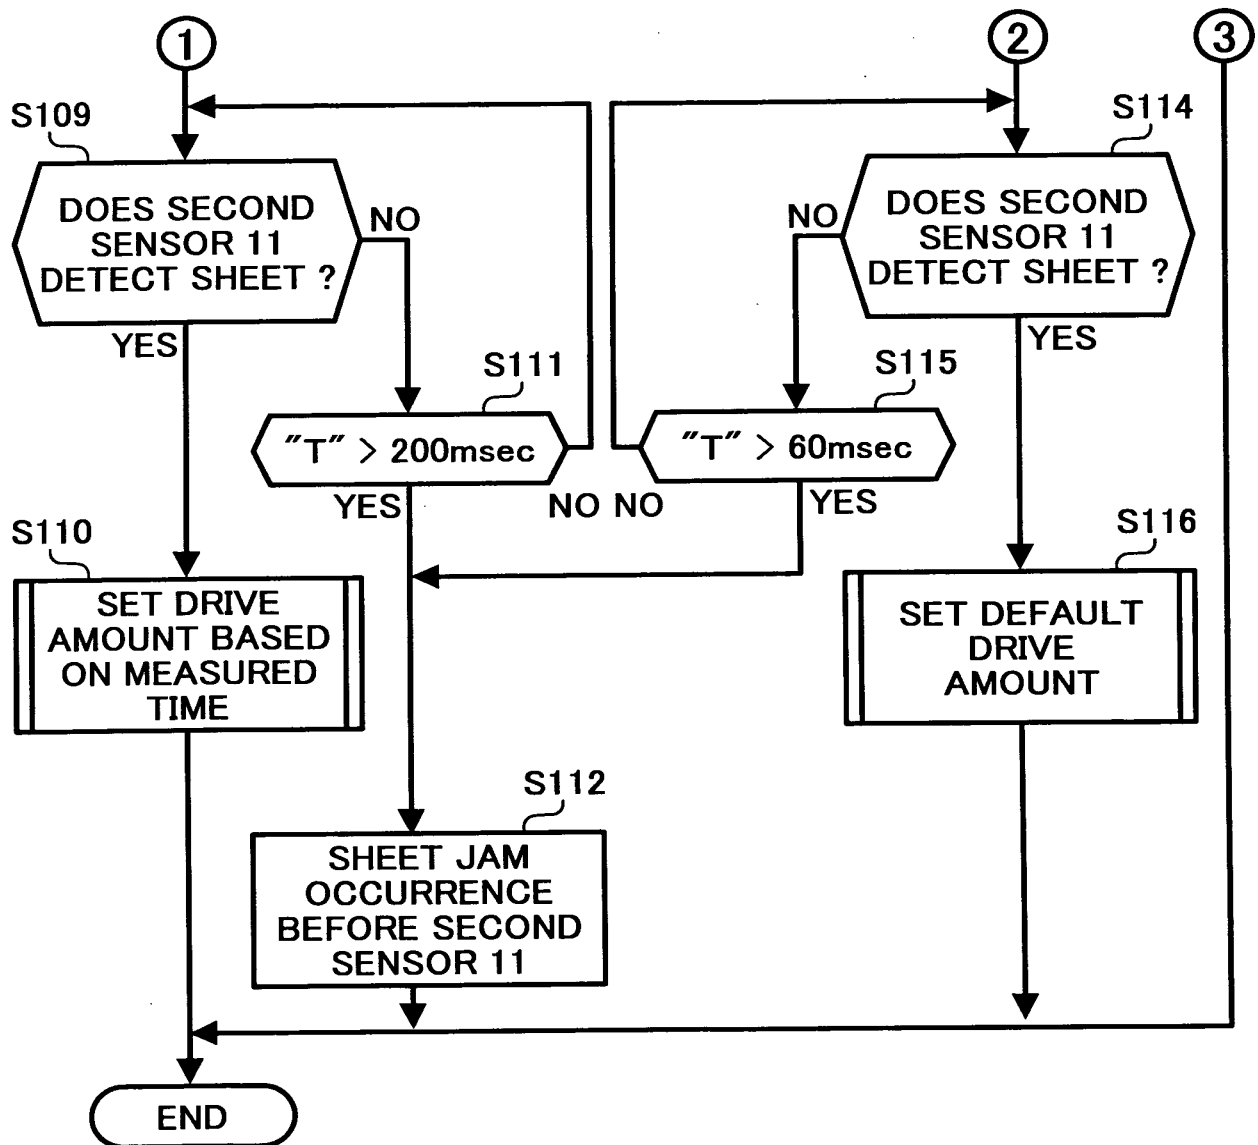 1
2
3
S109
DOES SECOND
SENSOR 11
DETECT SHEET ?
NO
YES
S114
DOES SECOND
SENSOR 11
DETECT SHEET ?
NO
YES
S111
"T" > 200msec
YES
NO
S115
"T" > 60msec
NO
YES
S110
SET DRIVE
AMOUNT BASED
ON MEASURED
TIME
S116
SET DEFAULT
DRIVE
AMOUNT
S112
SHEET JAM
OCCURRENCE
BEFORE SECOND
SENSOR 11
END